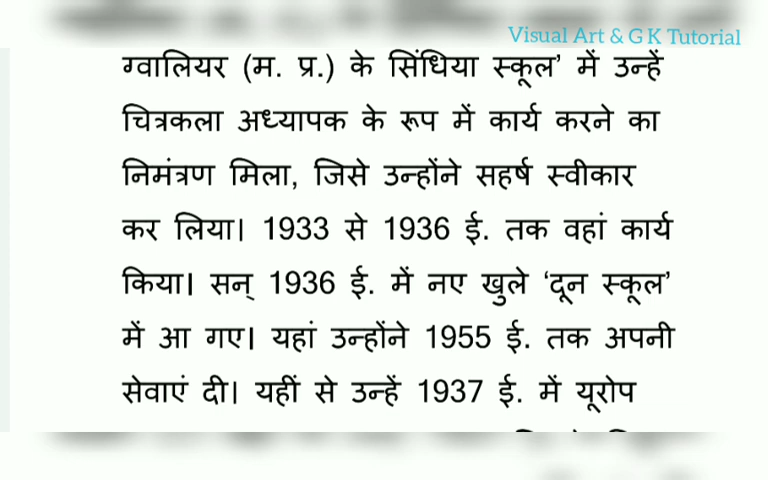 Visual Art & G K Tutorial
ग्वालियर (म. प्र.) के सिंधिया स्कूल' में उन्हें
चित्रकला अध्यापक के रूप में कार्य करने का
निमंत्रण मिला, जिसे उन्होंने सहर्ष स्वीकार
कर लिया। 1933 से 1936 ई. तक वहां कार्य
किया। सन् 1936 ई. में नए खुले ‘दून स्कूल’
में आ गए। यहां उन्होंने 1955 ई. तक अपनी
सेवाएं दी। यहीं से उन्हें 1937 ई. में यूरोप